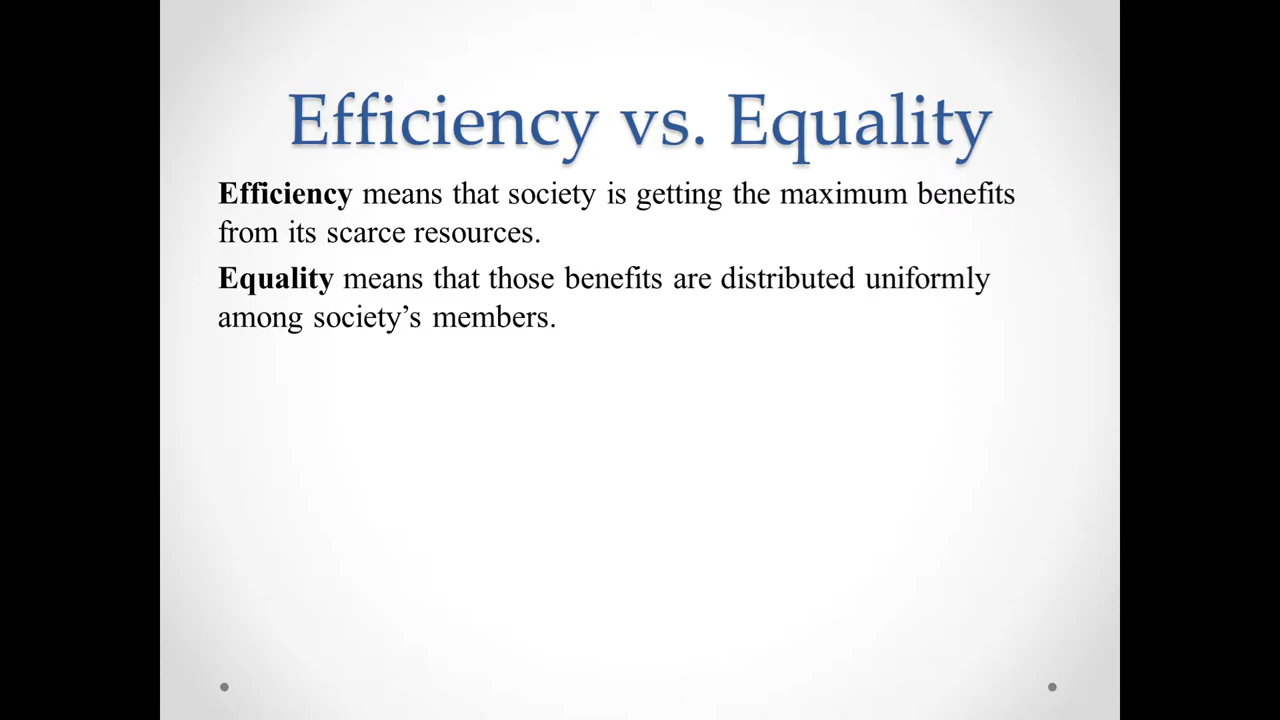 Efficiency vs. Equality
Efficiency means that society is getting the maximum benefits
from its scarce resources.
Equality means that those benefits are distributed uniformly
among society’s members.